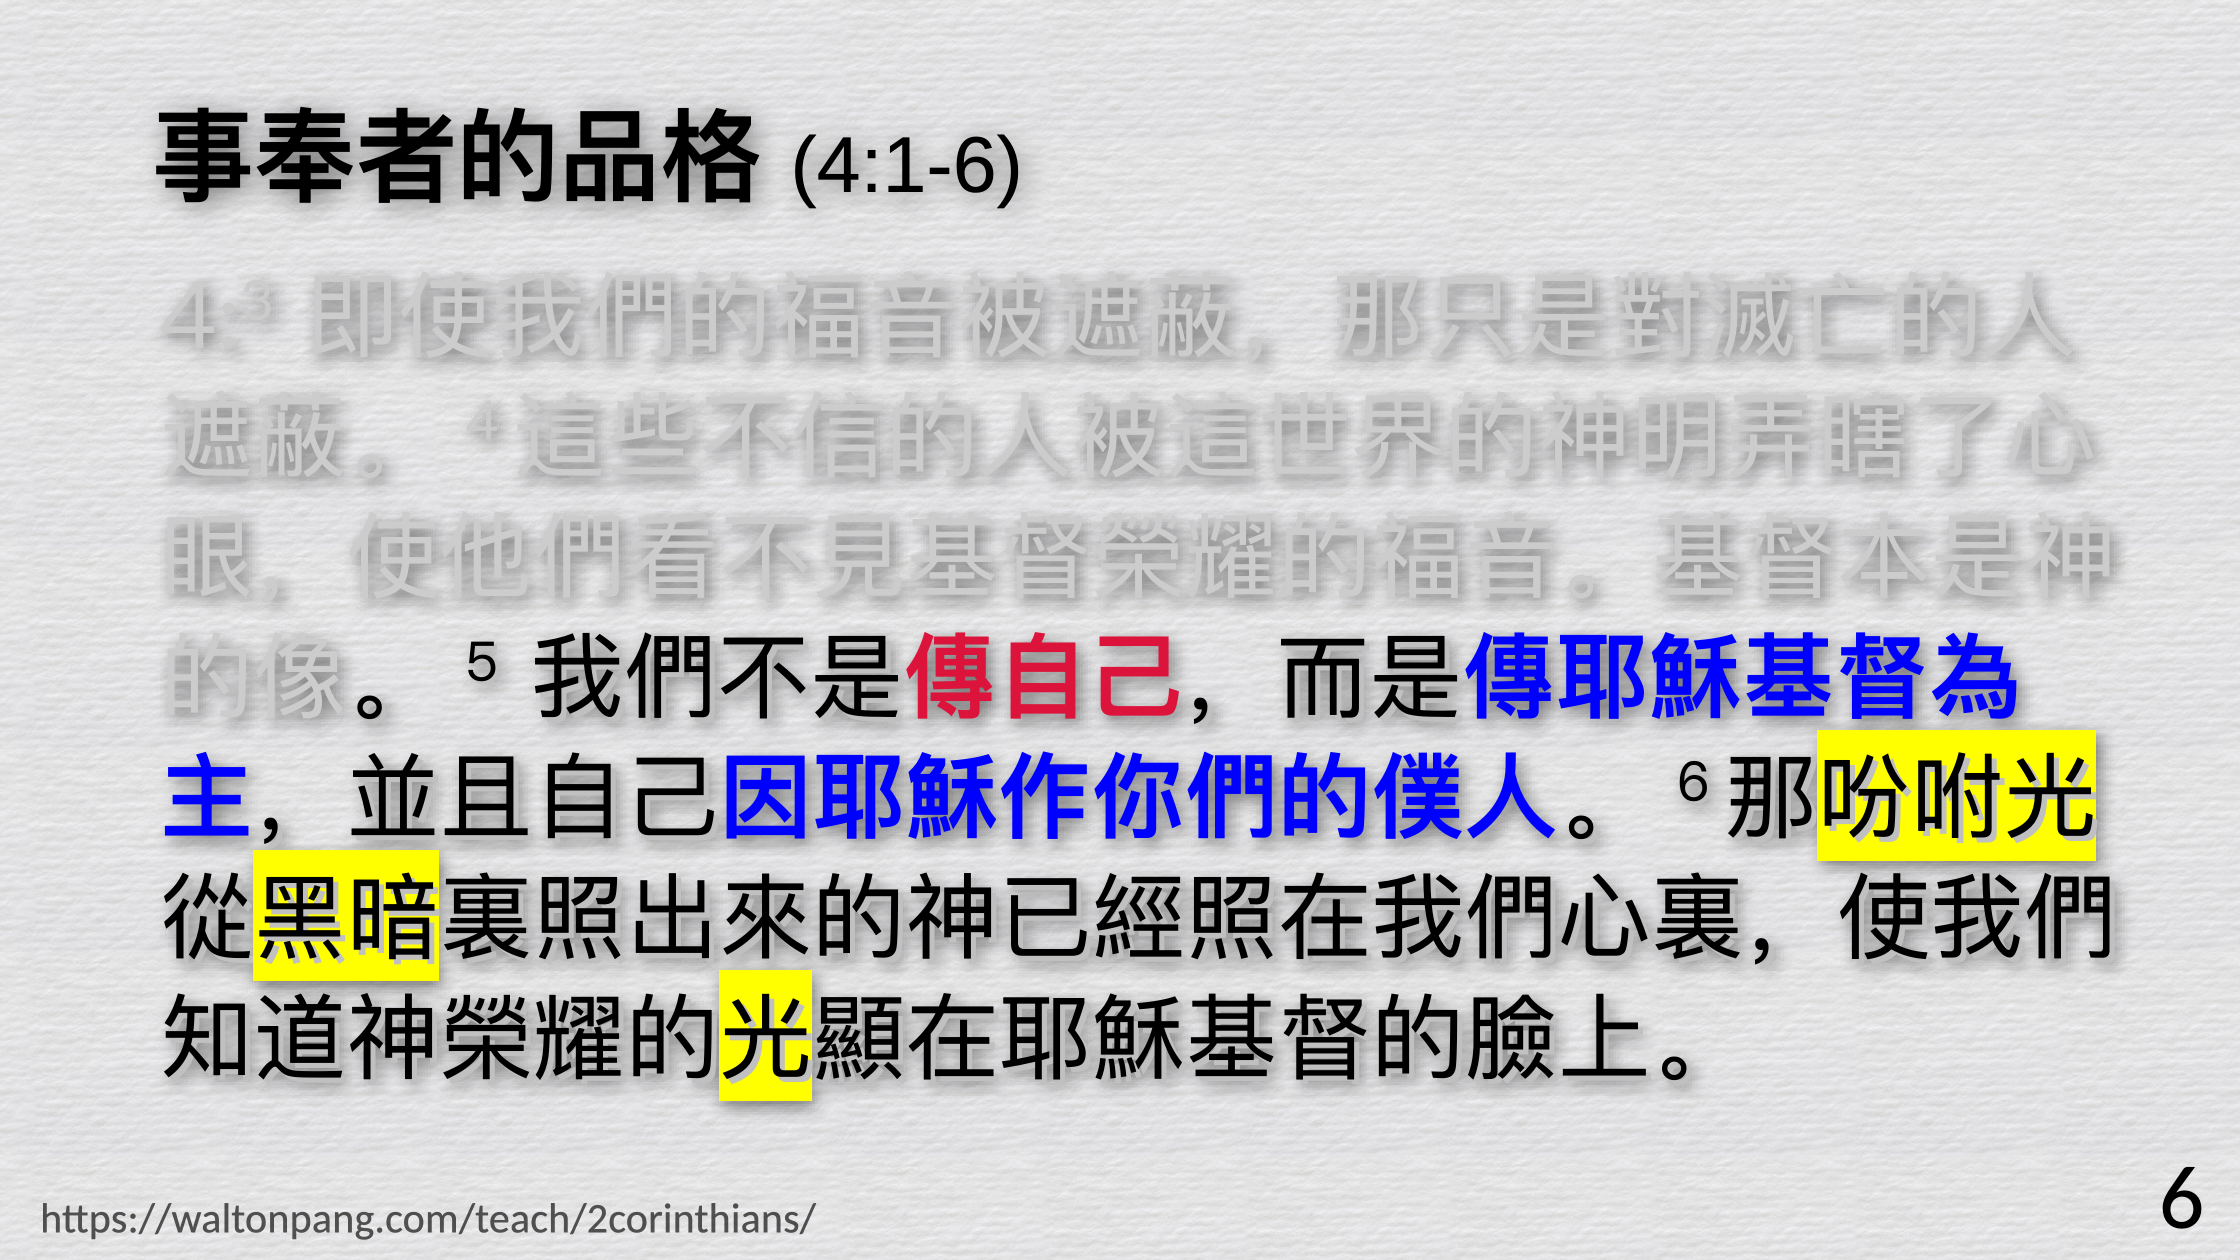 事奉者的品格 (4:1-6)
4:3 即使我們的福音被遮蔽，那只是對滅亡的人
遮蔽。 4 這些不信的人被這世界的神明弄瞎了心
眼，使他們看不見基督榮耀的福音。基督本是神
的像。 5 我們不是傳自己，而是傳耶穌基督為
主，並且自己因耶穌作你們的僕人。 6 那吩咐光
從黑暗裏照出來的神已經照在我們心裏，使我們
知道神榮耀的光顯在耶穌基督的臉上。
https://waltonpang.com/teach/2corinthians/
6